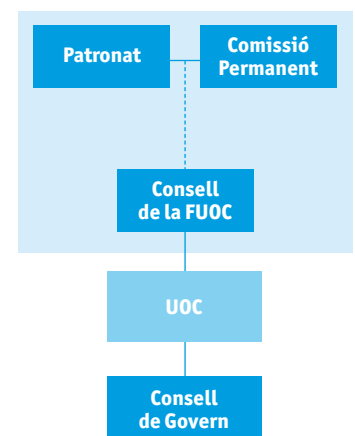 Patronat
Comissió
Permanent
Consell
de la FUOC
UOC
Consell
de Govern